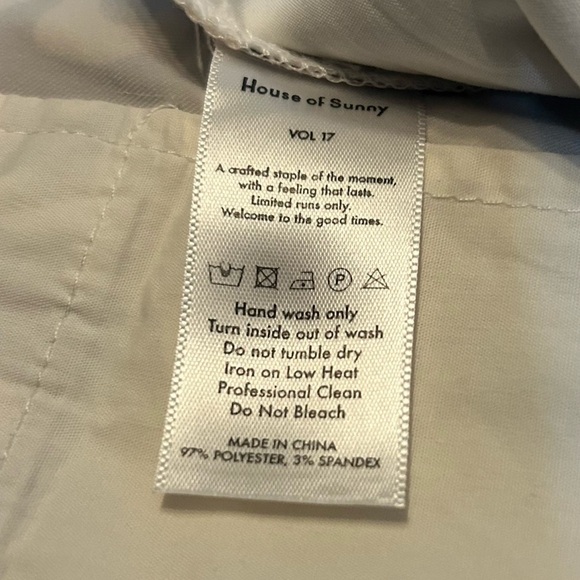 House of Sunny
VOL 17
A crafted staple of the moment,
with a feeling that lasts.
Limited runs only.
Welcome to the good times.
P
Hand wash only
Turn inside out of wash
Do not tumble dry
Iron on Low Heat
Professional Clean
Do Not Bleach
MADE IN CHINA
97% POLYESTER, 3% SPANDEX